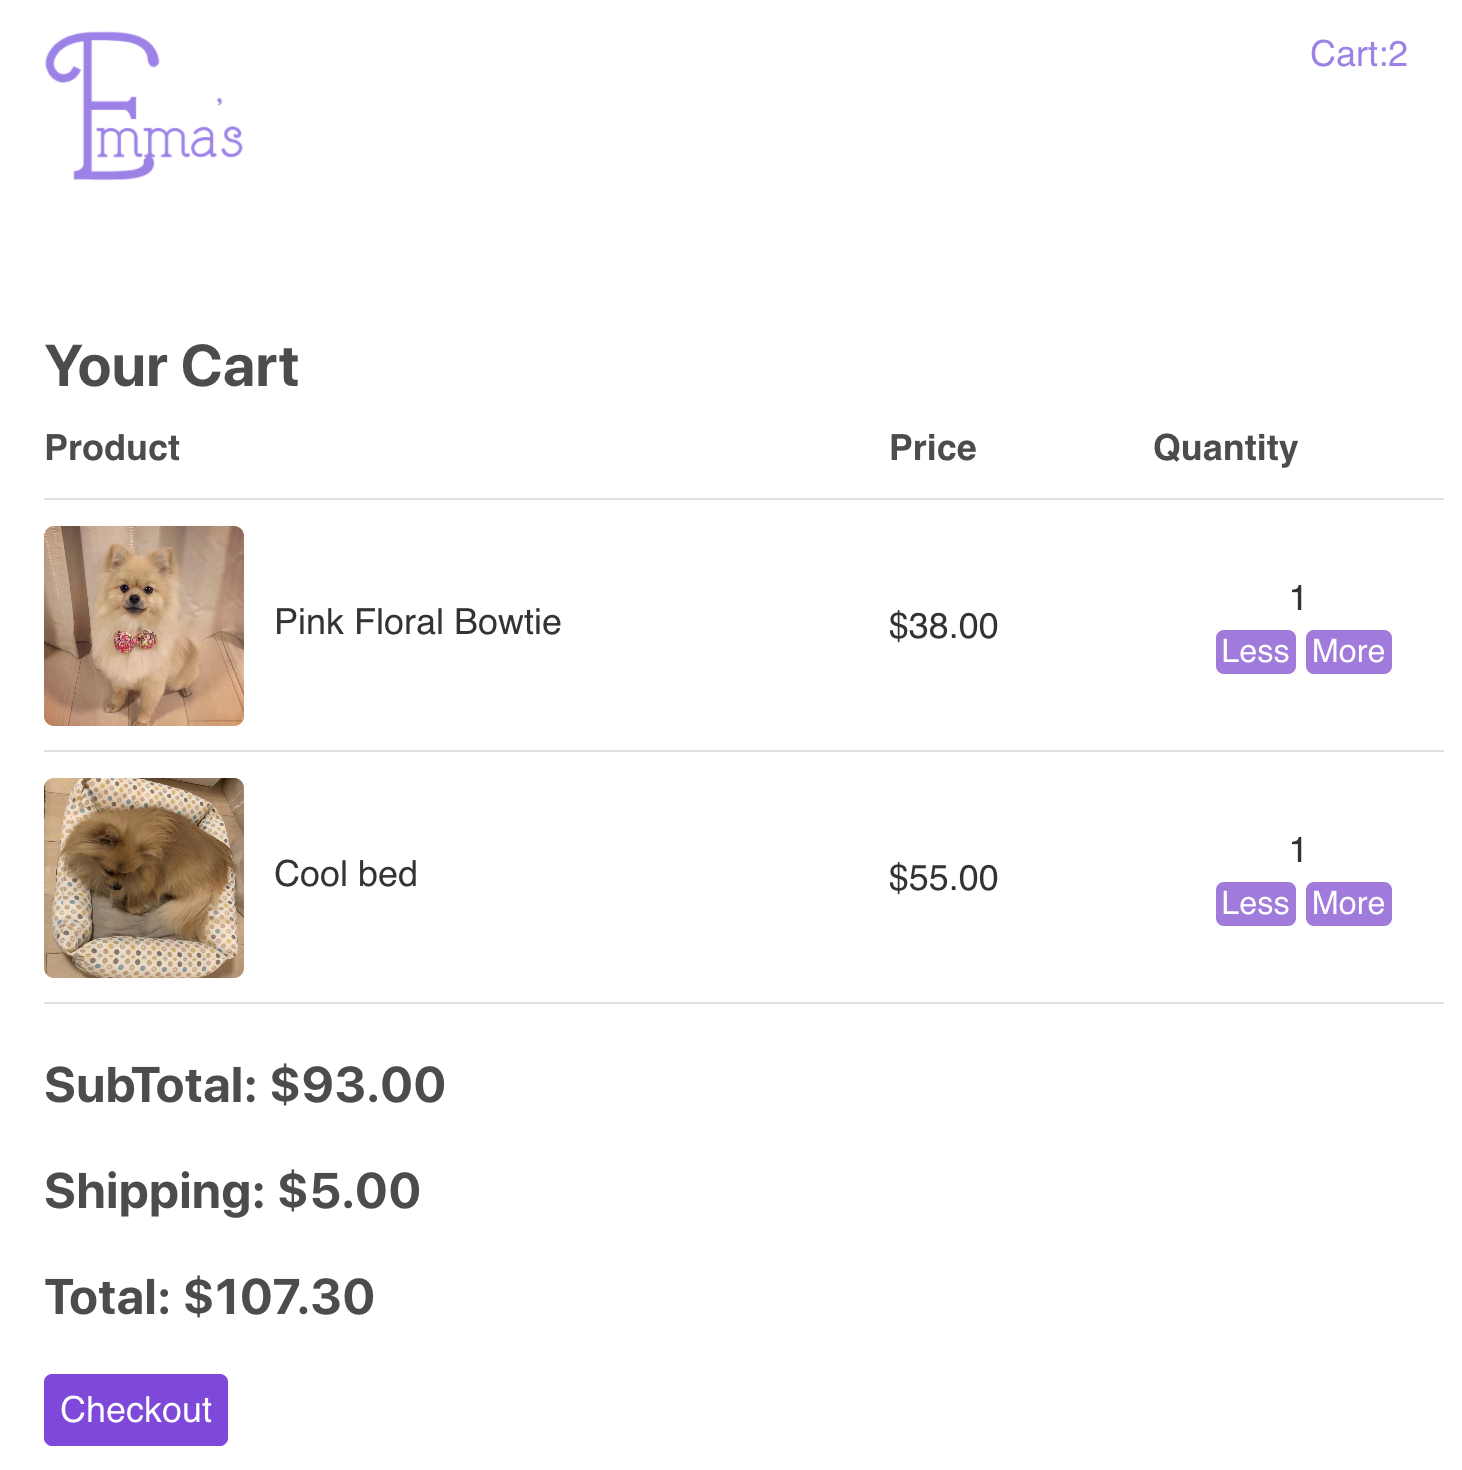 Emma's
Cart:2
Your Cart
Product Price Quantity
Pink Floral Bowtie $38.00 1
Less More
Cool bed $55.00 1
Less More
SubTotal: $93.00
Shipping: $5.00
Total: $107.30
Checkout